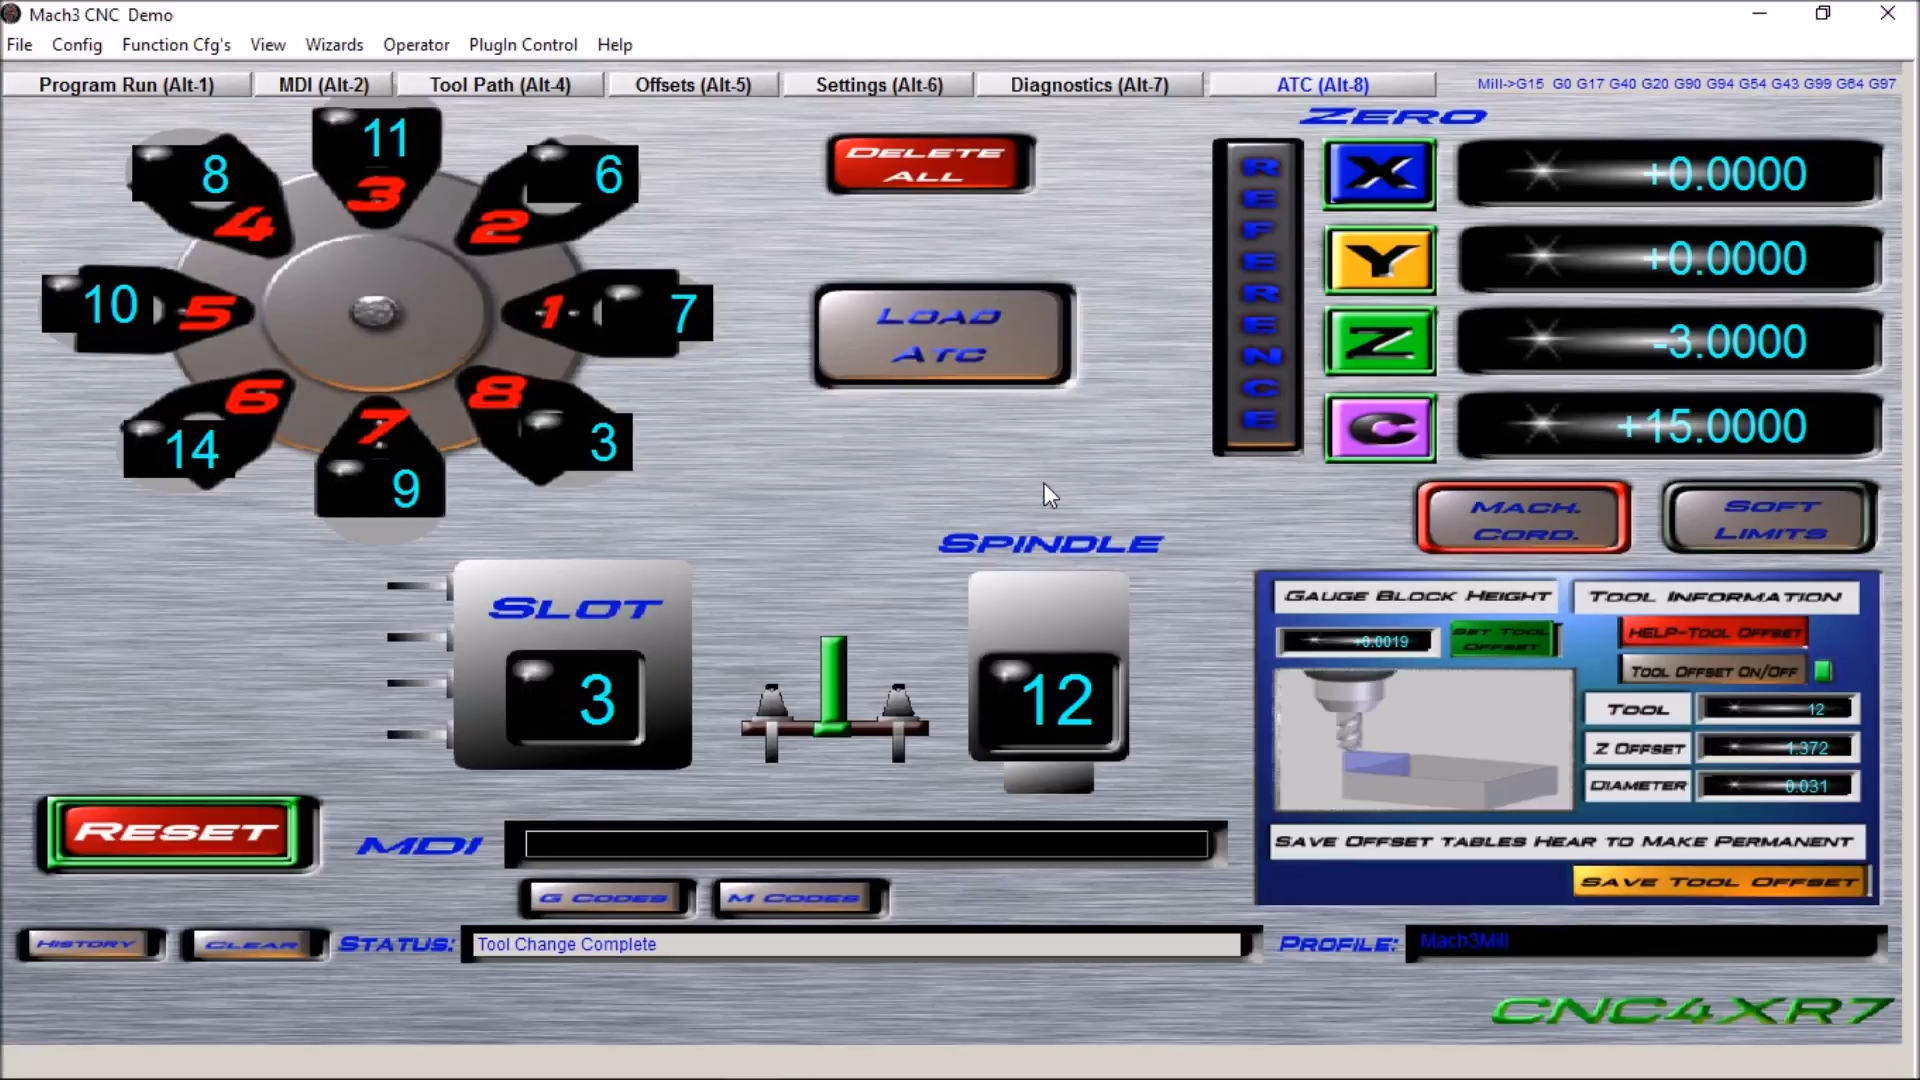 Mach3 CNC Demo
File Config Function Cfg's View Wizards Operator PlugIn Control Help
Program Run (Alt-1) MDI (Alt-2) Tool Path (Alt-4) Offsets (Alt-5) Settings (Alt-6) Diagnostics (Alt-7) ATC (Alt-8) Mill->G15 G0 G17 G40 G20 G90 G94 G54 G43 G99 G64 G97
11
3
8
4
6
2
10
5
1
7
14
6
7
9
8
3
DELETE
ALL
LOAD
ATC
ZERO
REFERENCE
X +0.0000
Y +0.0000
Z -3.0000
C +15.0000
MACH.
CORD.
SOFT
LIMITS
SLOT
3
SPINDLE
12
GAUGE BLOCK HEIGHT
TOOL INFORMATION
+0.0019
SET TOOL
OFFSET
HELP-TOOL OFFSET
TOOL OFFSET ON/OFF
TOOL 12
Z OFFSET 1.372
DIAMETER 0.031
SAVE OFFSET TABLES HEAR TO MAKE PERMANENT
SAVE TOOL OFFSET
RESET
MDI
G CODES
M CODES
HISTORY
CLEAR
STATUS: Tool Change Complete
PROFILE: Mach3Mill
CNC4XR7